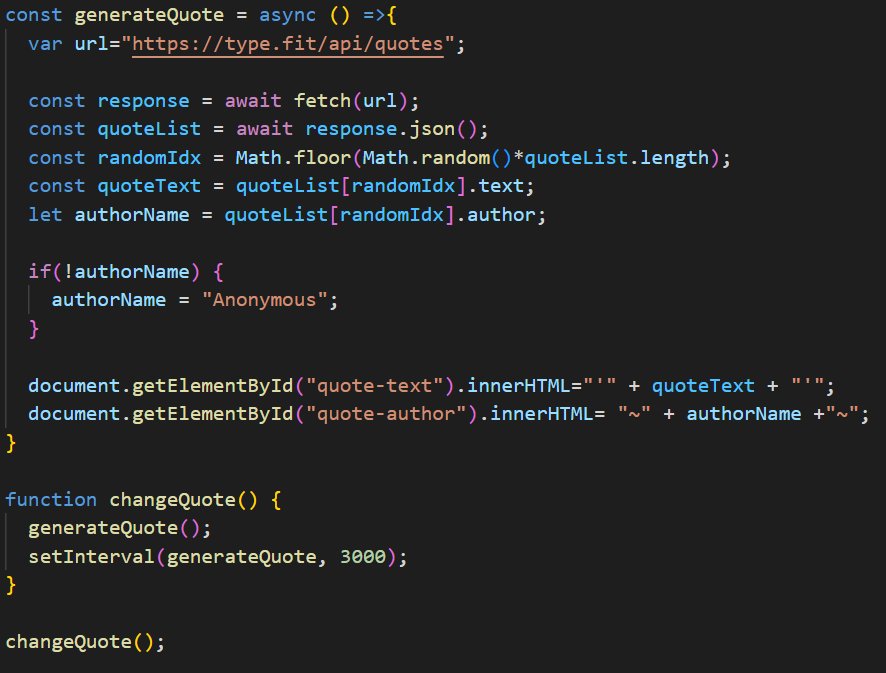 const generateQuote = async () =>{
var url="https://type.fit/api/quotes";
const response = await fetch(url);
const quoteList = await response.json();
const randomIdx = Math.floor(Math.random()*quoteList.length);
const quoteText = quoteList[randomIdx].text;
let authorName = quoteList[randomIdx].author;
if(!authorName) {
authorName = "Anonymous";
}
document.getElementById("quote-text").innerHTML="'" + quoteText + "'";
document.getElementById("quote-author").innerHTML= "~" + authorName +"~";
}
function changeQuote() {
generateQuote();
setInterval(generateQuote, 3000);
}
changeQuote();